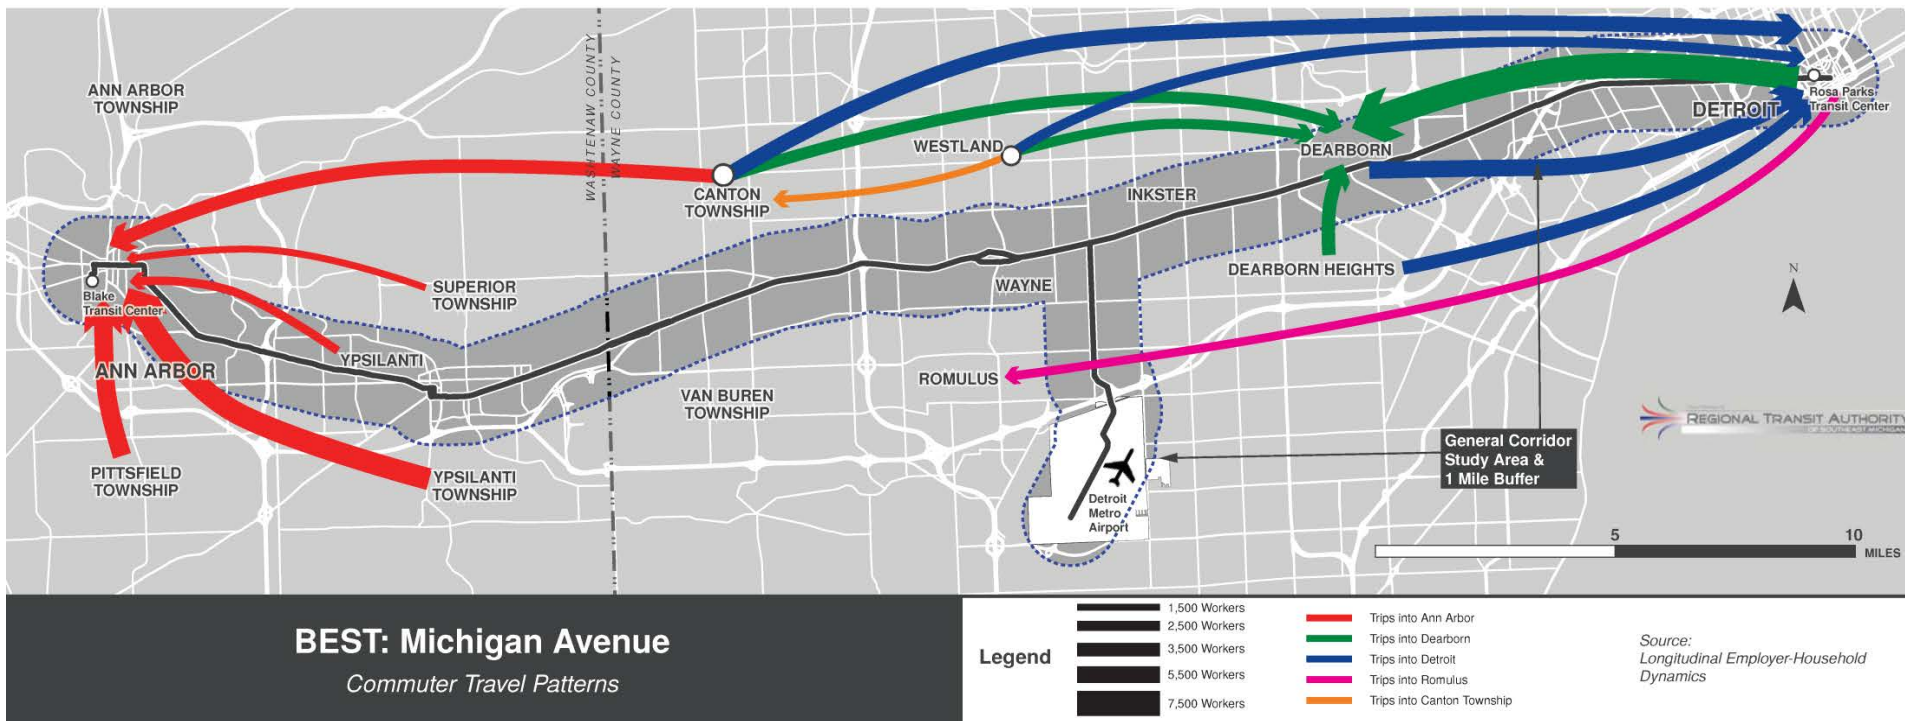 ANN ARBOR
TOWNSHIP
WASHTENAW COUNTY
WAYNE COUNTY
WESTLAND
CANTON
TOWNSHIP
DEARBORN
DETROIT
Rosa Parks
Transit Center
INKSTER
SUPERIOR
TOWNSHIP
WAYNE
DEARBORN HEIGHTS
N
Blake
Transit Center
YPSILANTI
ANN ARBOR
ROMULUS
VAN BUREN
TOWNSHIP
PITTSFIELD
TOWNSHIP
YPSILANTI
TOWNSHIP
Detroit
Metro
Airport
General Corridor
Study Area &
1 Mile Buffer
REGIONAL TRANSIT AUTHORITY
OF SOUTHEAST MICHIGAN
5
10
MILES
BEST: Michigan Avenue
Commuter Travel Patterns
Legend
1,500 Workers
2,500 Workers
3,500 Workers
5,500 Workers
7,500 Workers
Trips into Ann Arbor
Trips into Dearborn
Trips into Detroit
Trips into Romulus
Trips into Canton Township
Source:
Longitudinal Employer-Household
Dynamics